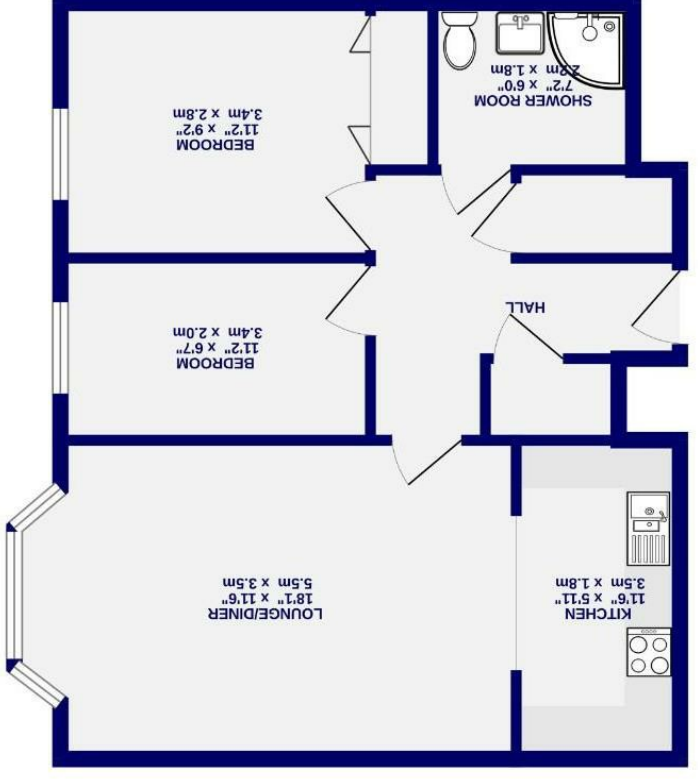 KITCHEN
11'6" x 5'11"
3.5m x 1.8m
LOUNGE/DINER
18'1" x 11'6"
5.5m x 3.5m
BEDROOM
11'2" x 6'7"
3.4m x 2.0m
HALL
BEDROOM
11'2" x 9'2"
3.4m x 2.8m
SHOWER ROOM
7'2" x 6'0"
2.2m x 1.8m